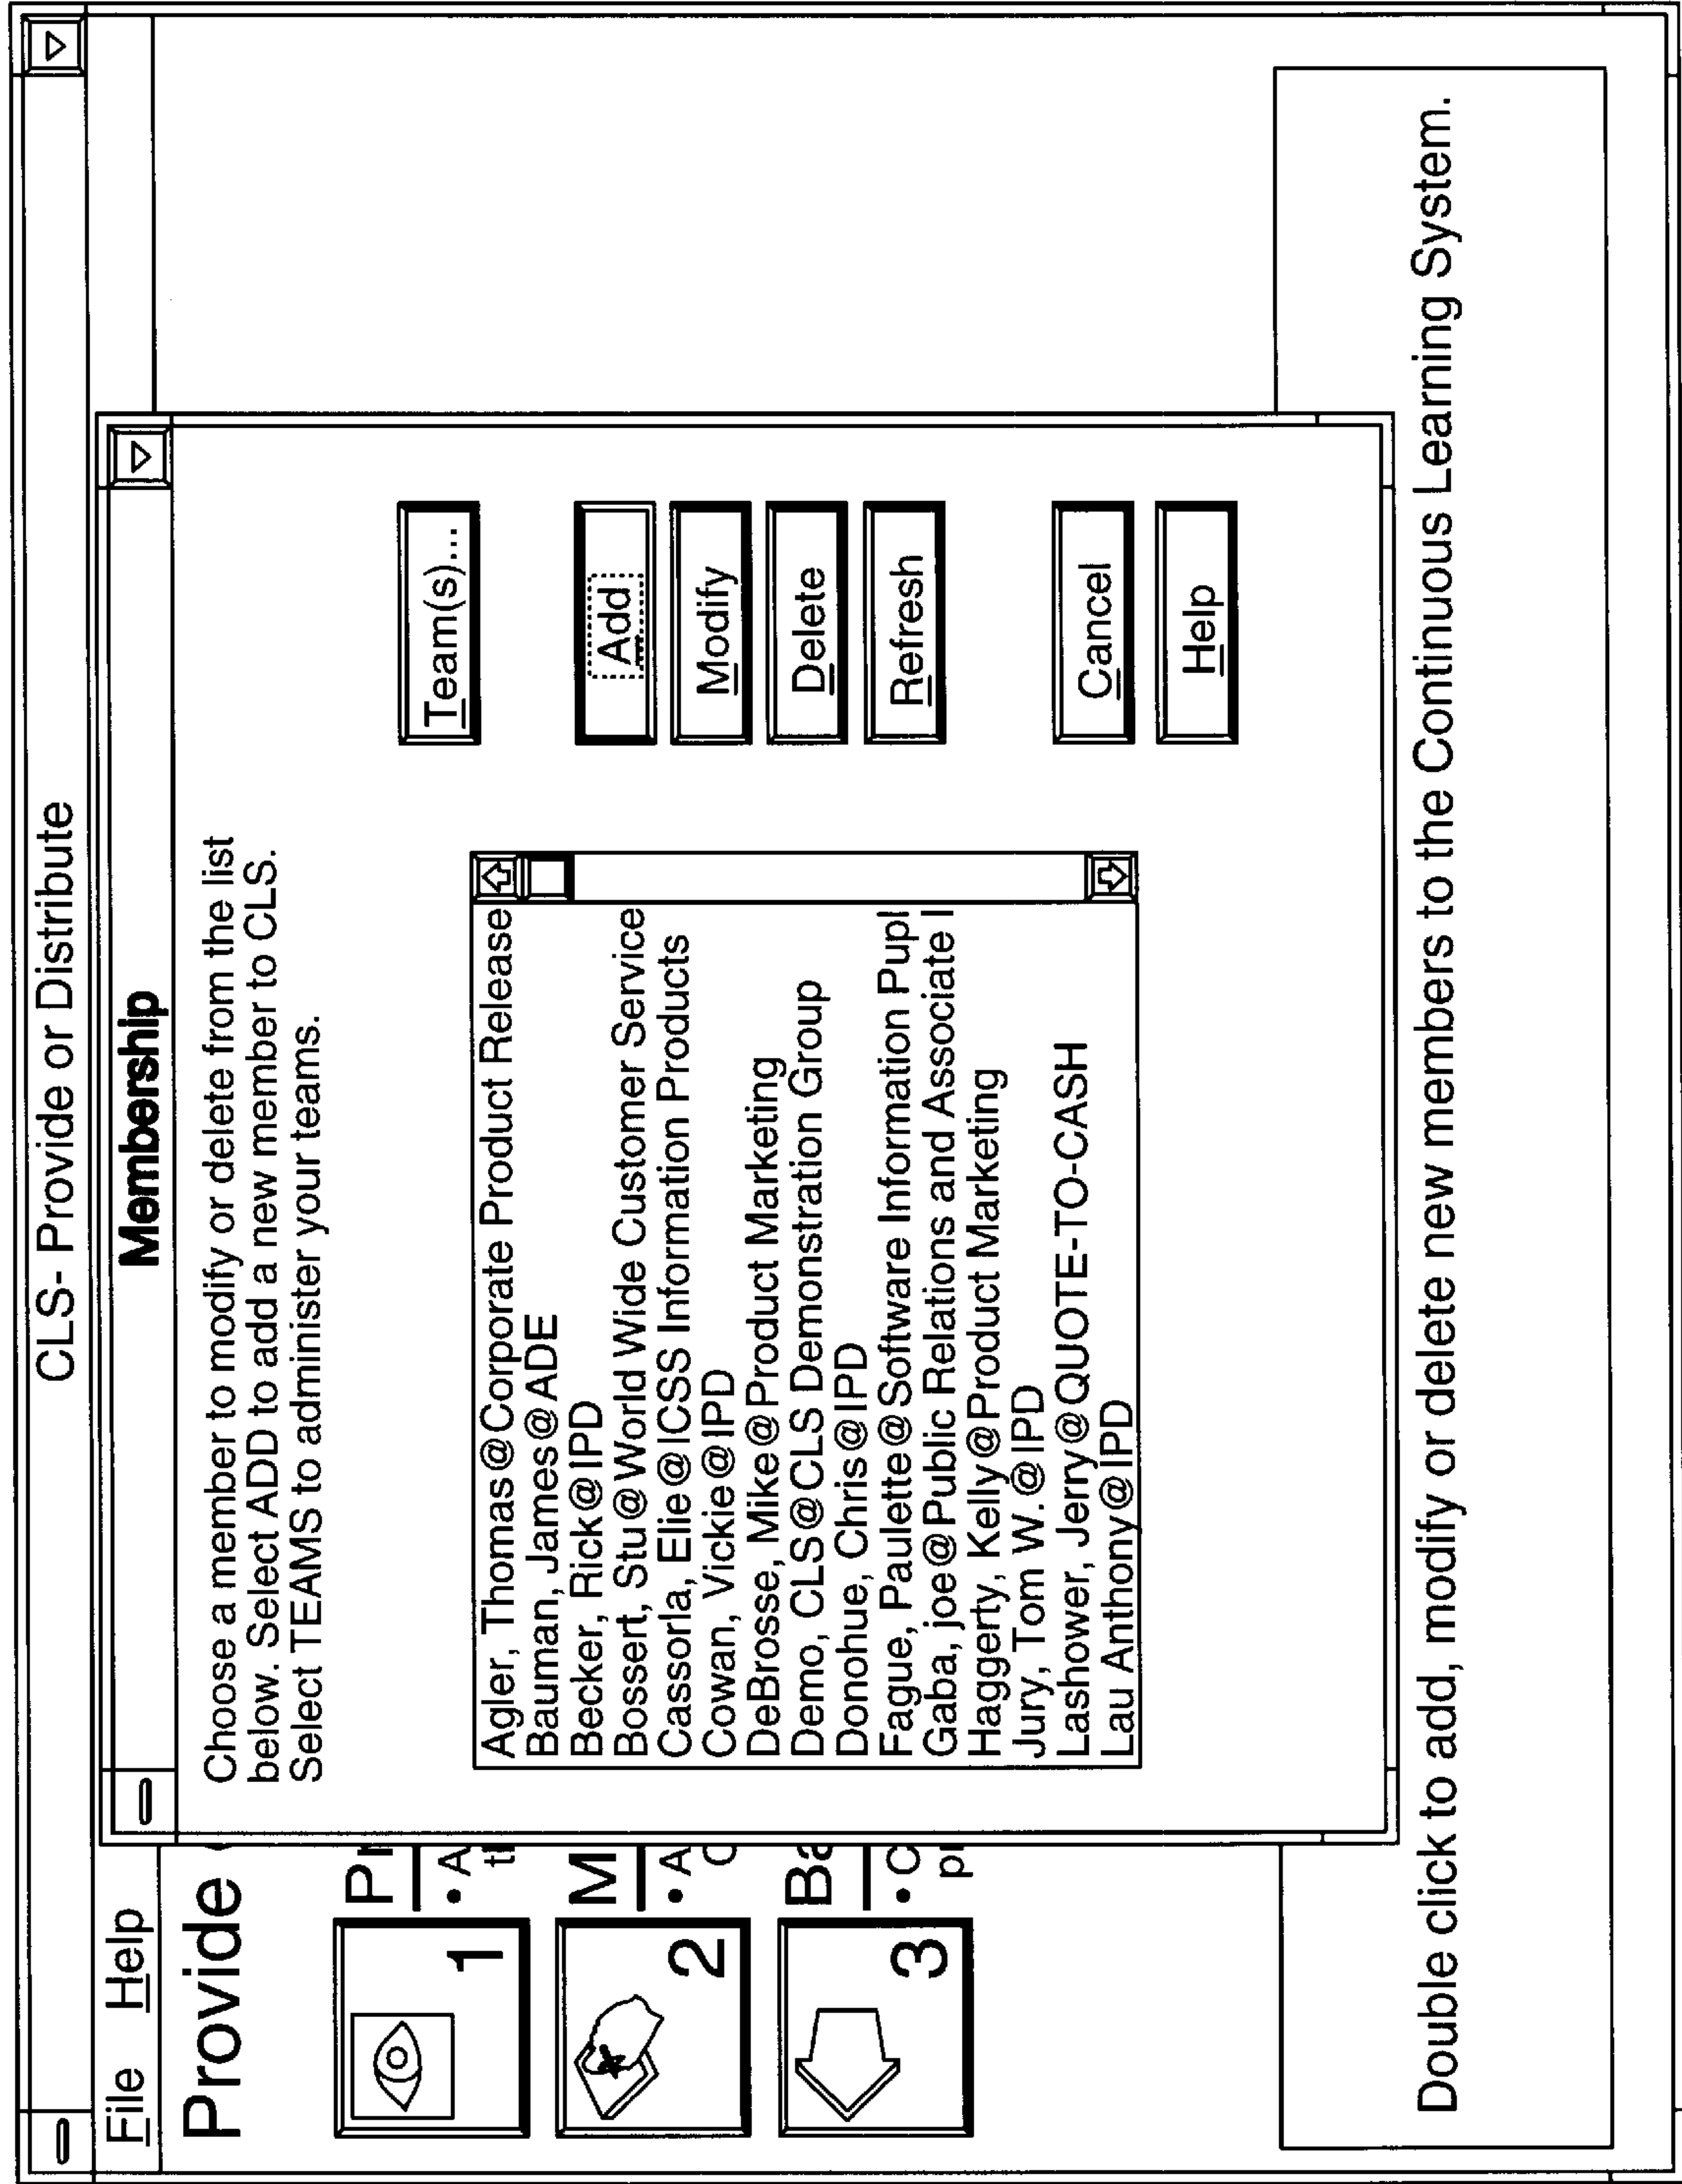 CLS- Provide or Distribute
File Help
Provide
1
Pr
• A
ti
2
M
• A
C
3
Ba
• C
pr
Membership
Choose a member to modify or delete from the list
below. Select ADD to add a new member to CLS.
Select TEAMS to administer your teams.
Agler, Thomas@Corporate Product Release
Bauman, James@ADE
Becker, Rick@IPD
Bossert, Stu@World Wide Customer Service
Cassorla, Elie@ICSS Information Products
Cowan, Vickie@IPD
DeBrosse, Mike@Product Marketing
Demo, CLS@CLS Demonstration Group
Donohue, Chris@IPD
Fague, Paulette@Software Information Pupl
Gaba, joe@Public Relations and Associate I
Haggerty, Kelly@Product Marketing
Jury, Tom W.@IPD
Lashower, Jerry@QUOTE-TO-CASH
Lau Anthony@IPD
Team(s)...
Add
Modify
Delete
Refresh
Cancel
Help
Double click to add, modify or delete new members to the Continuous Learning System.